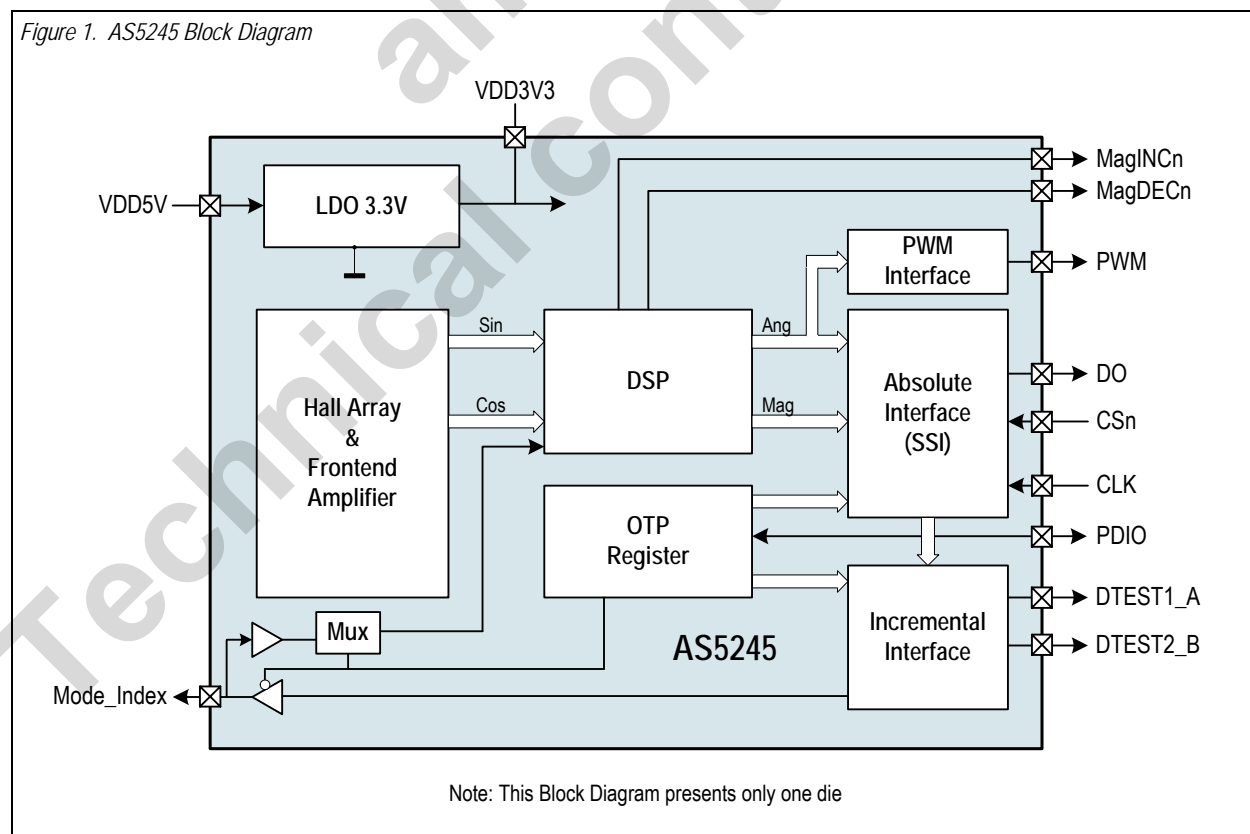 Figure 1. AS5245 Block Diagram
VDD3V3
MagINCn
VDD5V
LDO 3.3V
MagDECn
PWM
Interface
PWM
Sin
Ang
Hall Array
&
Frontend
Amplifier
DSP
Absolute
Interface
(SSI)
DO
Cos
Mag
CSn
CLK
OTP
Register
PDIO
DTEST1_A
Mux
Incremental
Interface
AS5245
DTEST2_B
Mode_Index
Note: This Block Diagram presents only one die
Technical